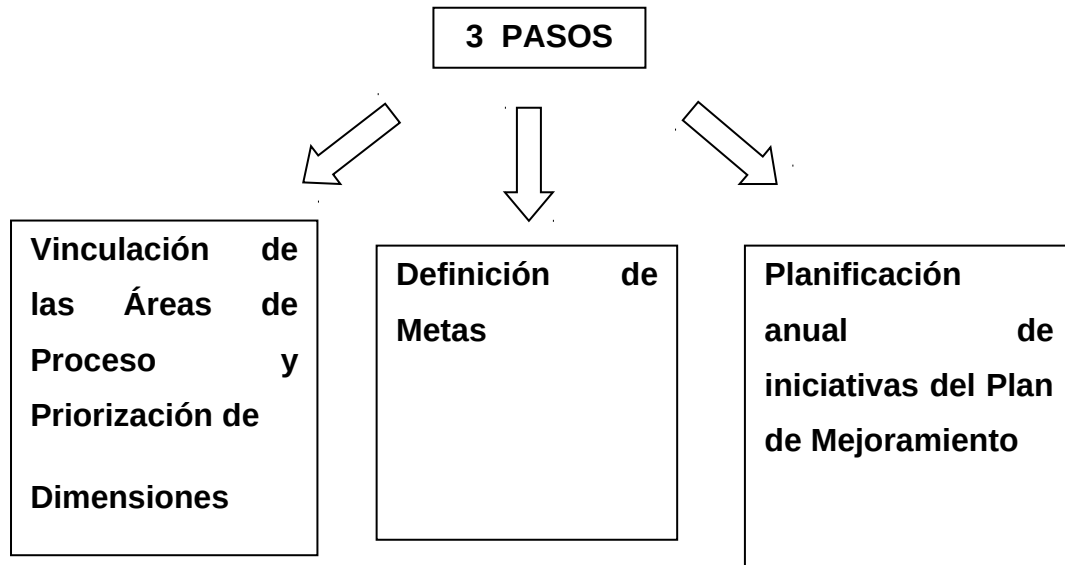 3 PASOS
Vinculación de
las Áreas de
Proceso y
Priorización de
Dimensiones
Definición de
Metas
Planificación
anual de
iniciativas del Plan
de Mejoramiento